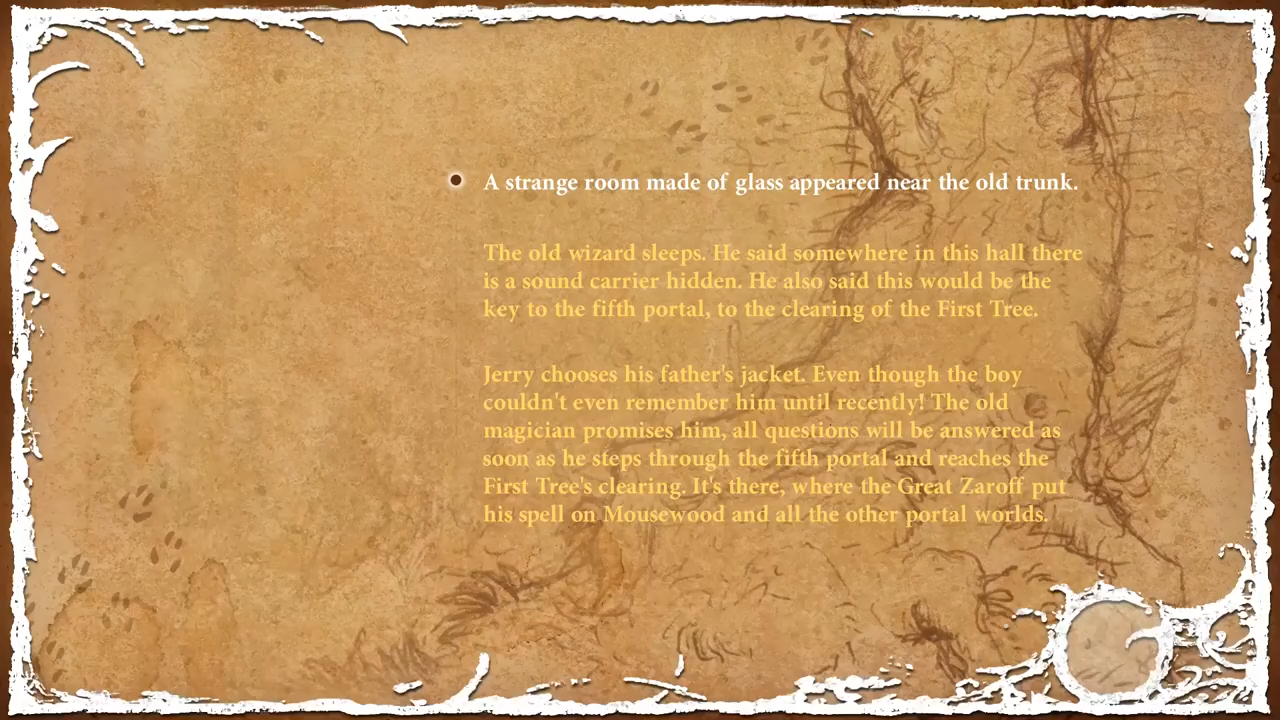 A strange room made of glass appeared near the old trunk.
The old wizard sleeps. He said somewhere in this hall there
is a sound carrier hidden. He also said this would be the
key to the fifth portal, to the clearing of the First Tree.
Jerry chooses his father's jacket. Even though the boy
couldn't even remember him until recently! The old
magician promises him, all questions will be answered as
soon as he steps through the fifth portal and reaches the
First Tree's clearing. It's there, where the Great Zaroff put
his spell on Mousewood and all the other portal worlds.